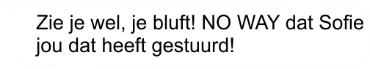 Zie je wel, je bluft! NO WAY dat Sofie
jou dat heeft gestuurd!